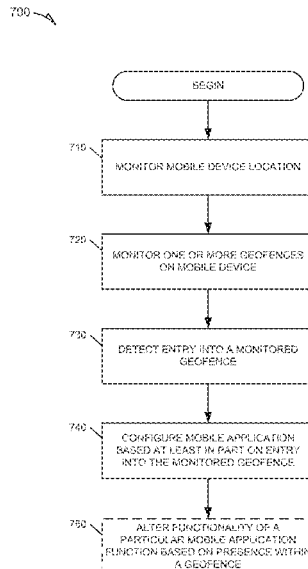 700
BEGIN
710
MONITOR MOBILE DEVICE LOCATION
720
MONITOR ONE OR MORE GEOFENCES
ON MOBILE DEVICE
730
DETECT ENTRY INTO A MONITORED
GEOFENCE
740
CONFIGURE MOBILE APPLICATION
BASED AT LEAST IN PART ON ENTRY
INTO THE MONITORED GEOFENCE
750
ALTER FUNCTIONALITY OF A
PARTICULAR MOBILE APPLICATION
FUNCTION BASED ON PRESENCE WITHIN
A GEOFENCE